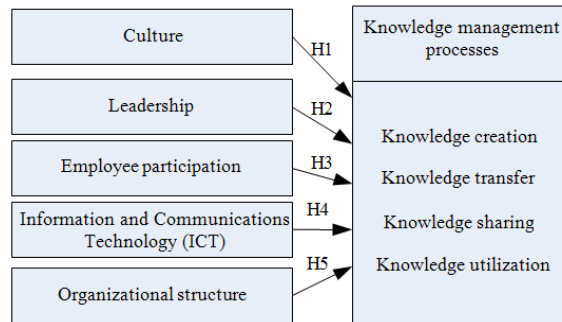 Culture
H1
Knowledge management
processes
Leadership
H2
Knowledge creation
Employee participation
H3
Knowledge transfer
Information and Communications
Technology (ICT)
H4
Knowledge sharing
Organizational structure
H5
Knowledge utilization